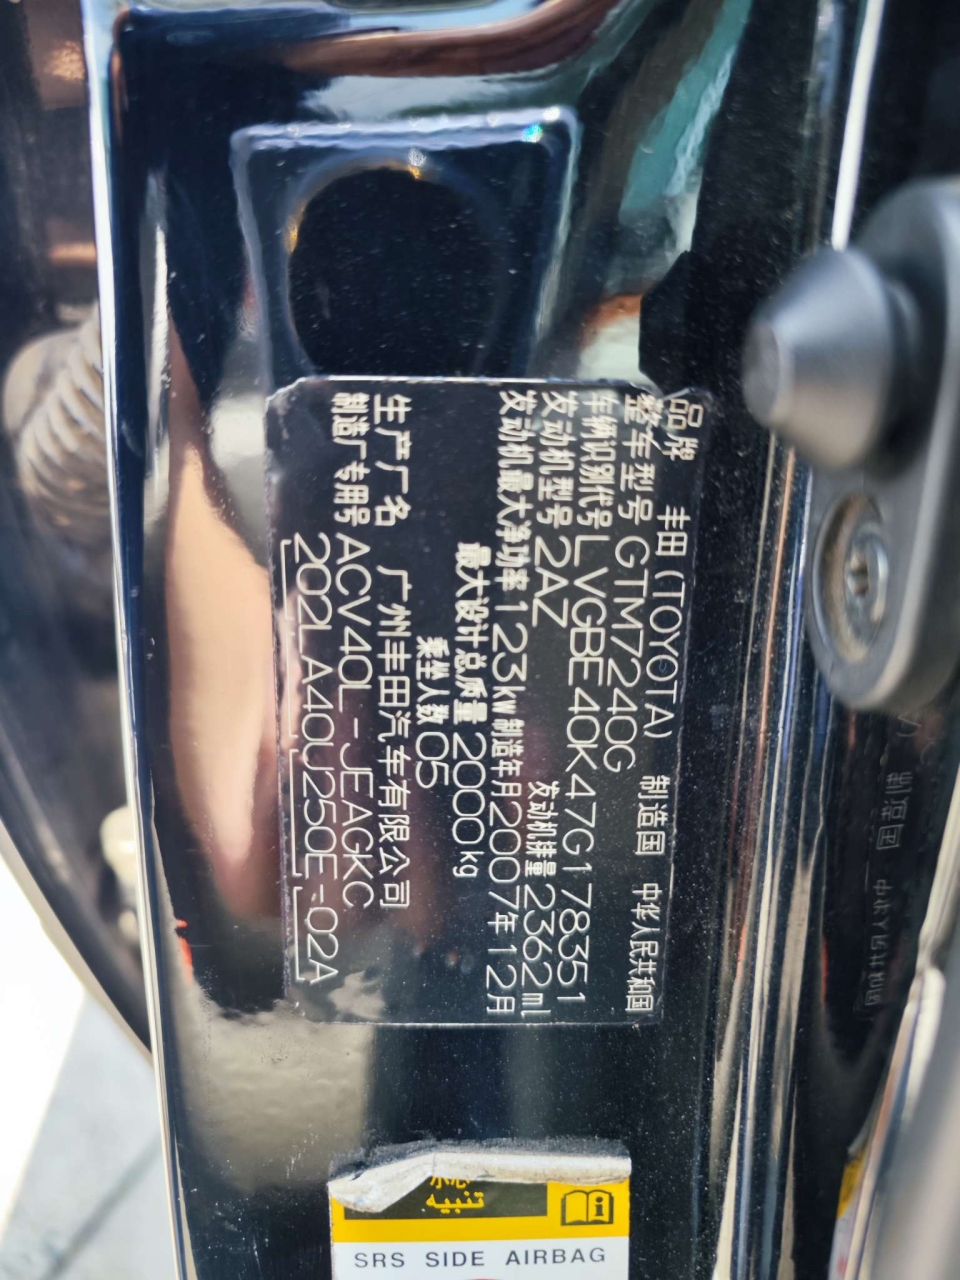 品牌 丰田(TOYOTA) 制造国 中华人民共和国
整车型号 GTM7240G
车辆识别代号 LVGBE40K47G178351
发动机型号 2AZ 发动机排量 2362ml
发动机最大净功率 123kw 制造年月 2007年12月
最大设计总质量 2000kg
乘坐人数 05
生产厂名 广州丰田汽车有限公司
制造厂专用号 ACV40L-JEAGKC
202LA40U250E-02A
تنبيه
SRS SIDE AIRBAG